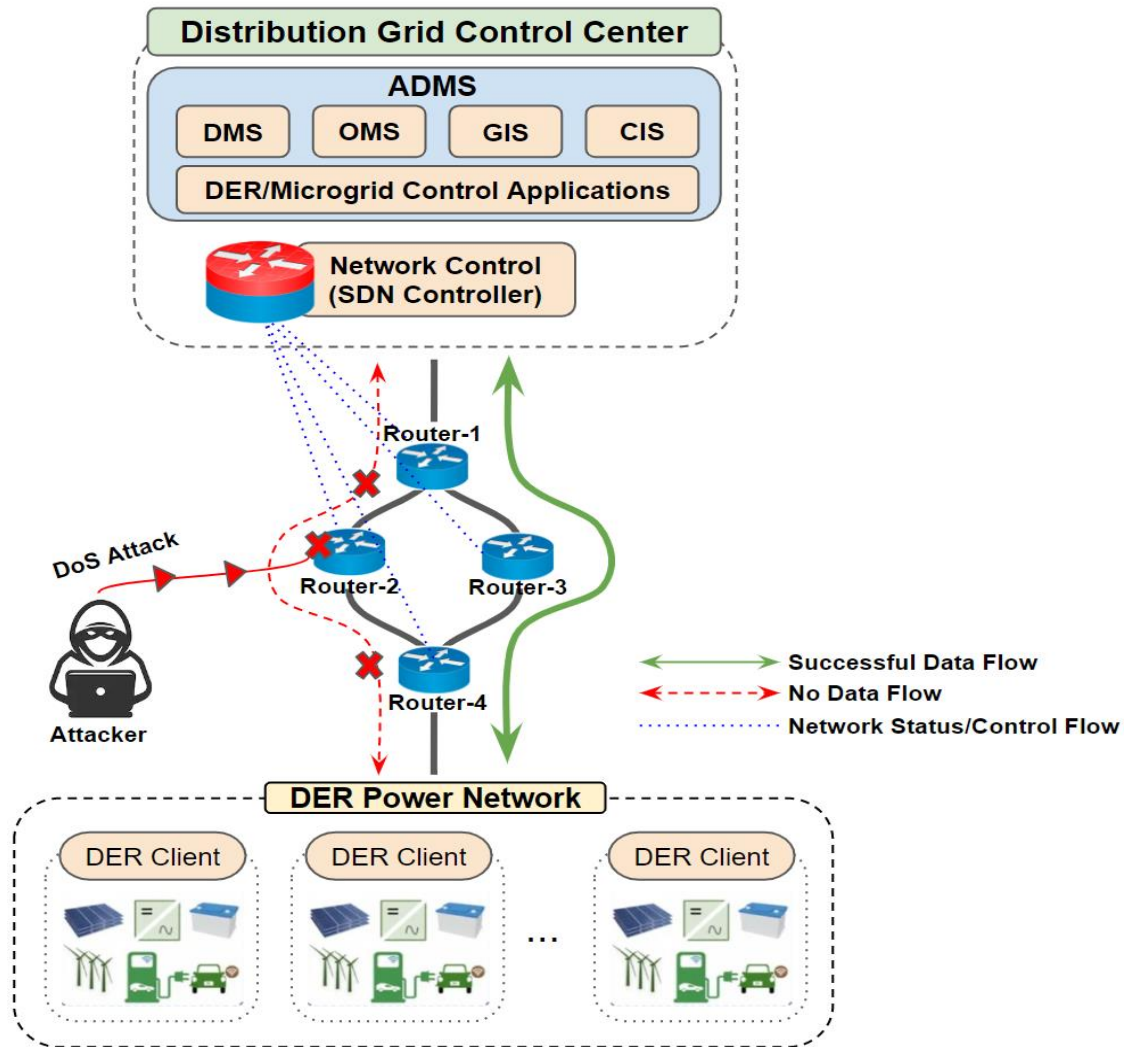 Distribution Grid Control Center
ADMS
DMS
OMS
GIS
CIS
DER/Microgrid Control Applications
Network Control
(SDN Controller)
Router-1
DoS Attack
Router-2
Router-3
Attacker
Router-4
Successful Data Flow
No Data Flow
Network Status/Control Flow
DER Power Network
DER Client
DER Client
DER Client
...